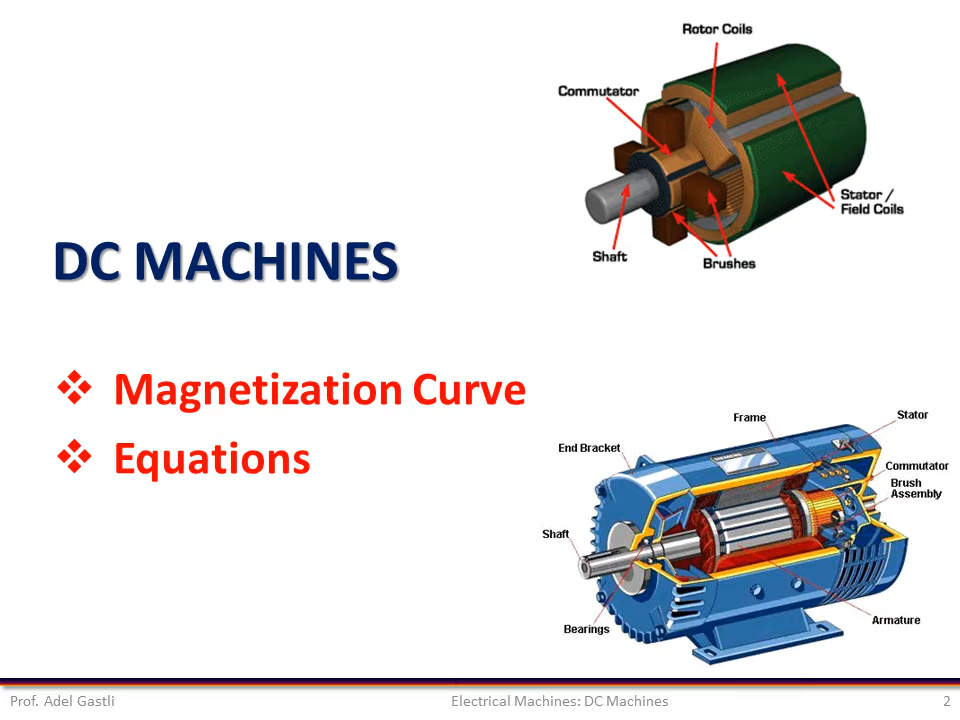 Rotor Coils
Commutator
Stator /
Field Coils
Shaft
Brushes
DC MACHINES
❖ Magnetization Curve
❖ Equations
Frame
Stator
End Bracket
Commutator
Brush
Assembly
Shaft
Bearings
Armature
Prof. Adel Gastli
Electrical Machines: DC Machines
2